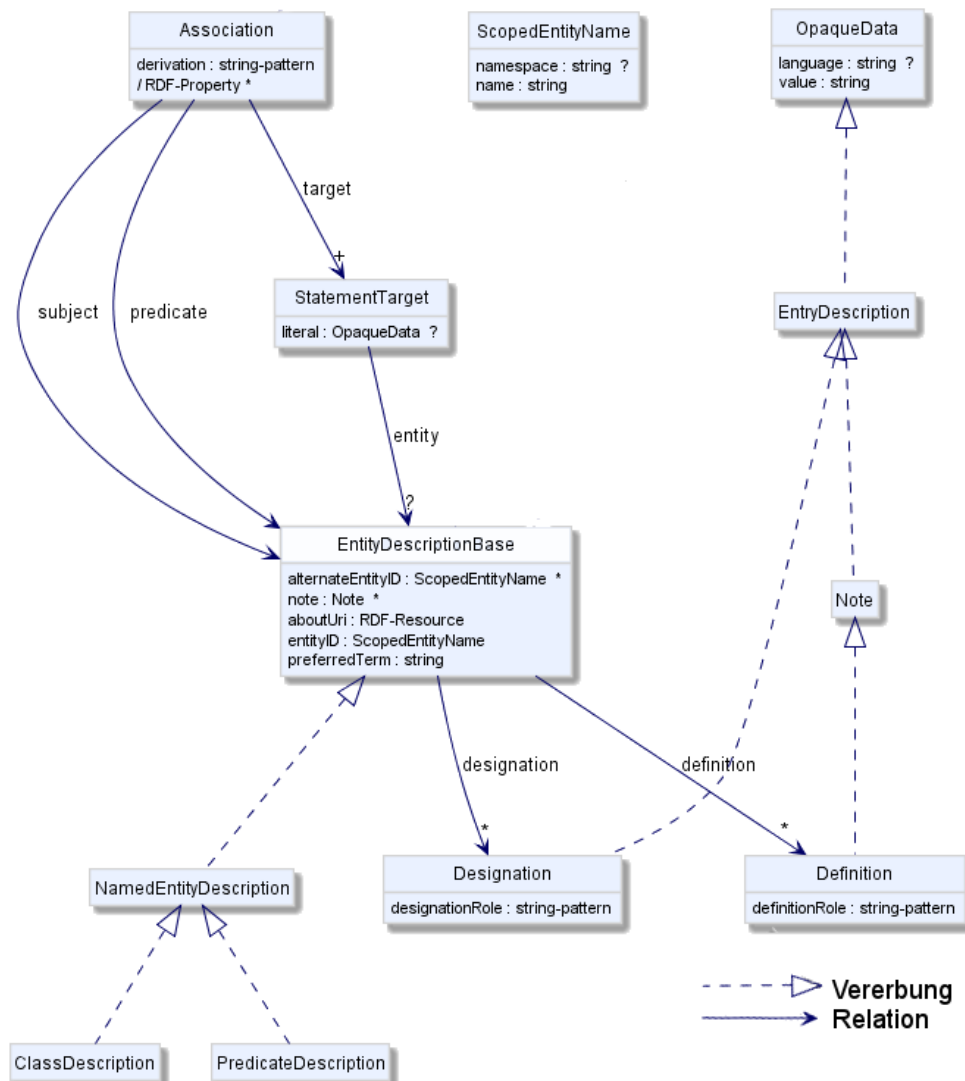 Association
derivation : string-pattern
/ RDF-Property *
ScopedEntityName
namespace : string ?
name : string
OpaqueData
language : string ?
value : string
target
+
subject
predicate
StatementTarget
literal : OpaqueData ?
EntryDescription
entity
?
EntityDescriptionBase
alternateEntityID : ScopedEntityName *
note : Note *
aboutUri : RDF-Resource
entityID : ScopedEntityName
preferredTerm : string
Note
designation
definition
*
*
NamedEntityDescription
Designation
designationRole : string-pattern
Definition
definitionRole : string-pattern
Vererbung
Relation
ClassDescription
PredicateDescription